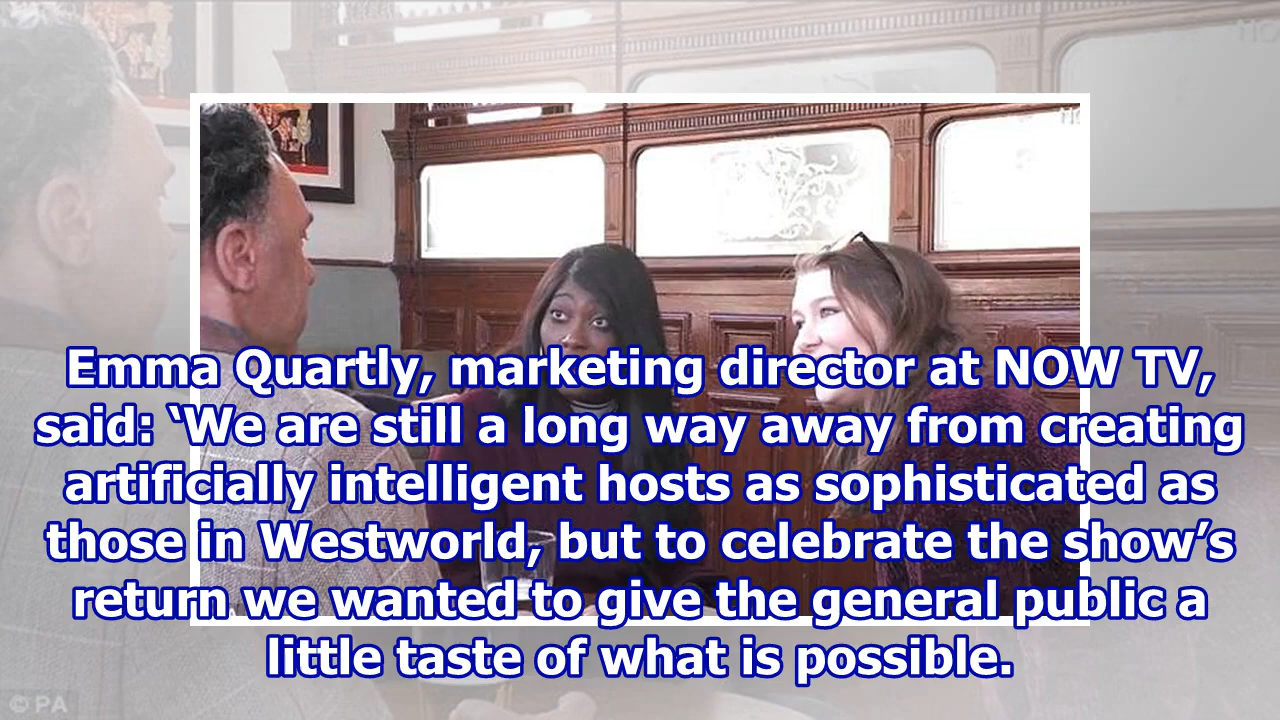 Emma Quartly, marketing director at NOW TV,
said: ‘We are still a long way away from creating
artificially intelligent hosts as sophisticated as
those in Westworld, but to celebrate the show’s
return we wanted to give the general public a
little taste of what is possible.
© PA